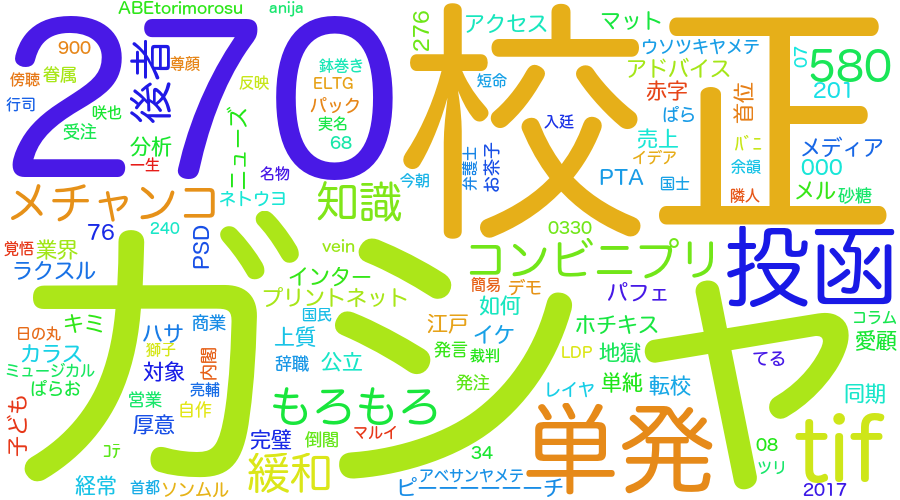 ABEtorimorosu
anija
270
校正
276
アクセス
マット
900
後者
尊顔
傍聴
眷属
行司
咲也
受注
反映
鉢巻き
ELTG
パック
短命
ウソツキヤメテ
07
580
アドバイス
赤字
201
首位
実名
ぱら
入廷
分析
68
売上
パニ
メディア
一生
ニューズ
名物
弁護士
お茶子
イデア
余韻
000
今朝
PTA
国士
メチャンコ
ネトウヨ
知識
隣人
メル
砂糖
76
240
PSD
0330
覚悟
業界
vein
コンビニプリ
投函
ラクスル
インター
簡易
デモ
パフェ
ガシャ
プリントネット
如何
キミ
ハサ
商業
国民
日の丸
江戸
イケ
ホチキス
コラム
カラス
獅子
上質
発言
裁判
LDP
地獄
愛顧
ミュージカル
対象
内閣
辞職
公立
てる
ぱらお
亮輔
発注
レイヤ
単純
転校
同期
営業
自作
子ども
厚意
もろもろ
単発
tif
コテ
完璧
倒閣
マルイ
34
08
緩和
ツリ
経常
首都
ソンムル
アベサンヤメテ
ピーーーーーーチ
2017